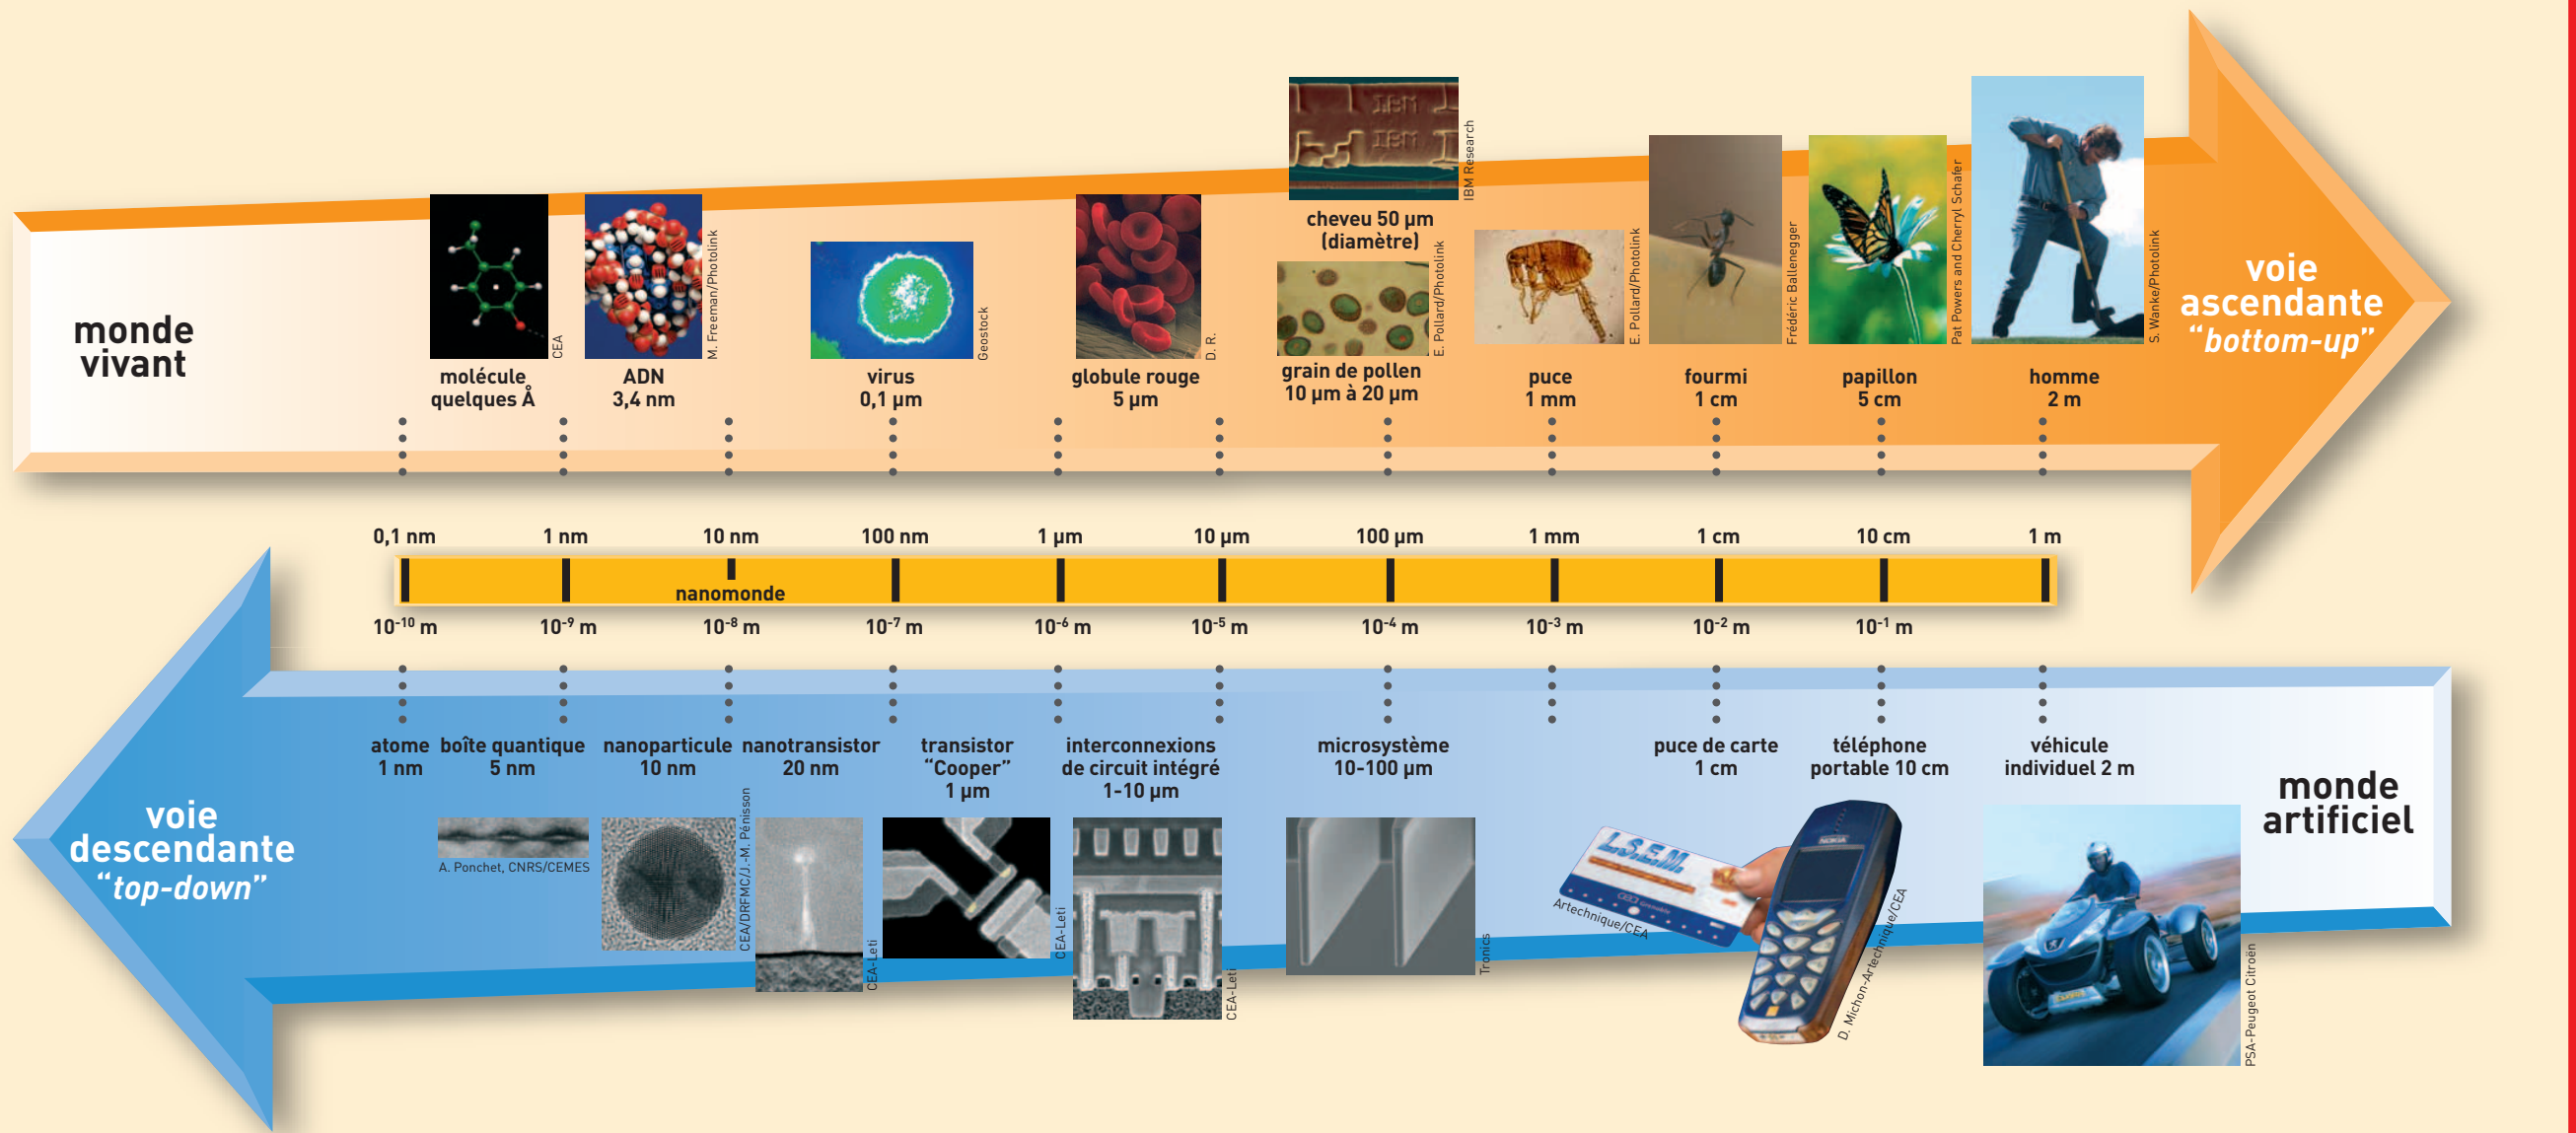 IBM
IBM
IBM Research
cheveu 50 µm
(diamètre)
monde
vivant
CEA
molécule
quelques Å
M. Freeman/Photolink
ADN
3,4 nm
Geostock
virus
0,1 µm
D. R.
globule rouge
5 µm
E. Pollard/Photolink
grain de pollen
10 µm à 20 µm
E. Pollard/Photolink
puce
1 mm
Frédéric Ballenegger
fourmi
1 cm
Pat Powers and Cherryl Schafer
papillon
5 cm
S. Wanke/Photolink
homme
2 m
voie
ascendante
“bottom-up”
0,1 nm
1 nm
10 nm
100 nm
1 µm
10 µm
100 µm
1 mm
1 cm
10 cm
1 m
nanomonde
10-10 m
10-9 m
10-8 m
10-7 m
10-6 m
10-5 m
10-4 m
10-3 m
10-2 m
10-1 m
voie
descendante
“top-down”
atome
1 nm
boîte quantique
5 nm
A. Ponchet, CNRS/CEMES
nanoparticule
10 nm
CEA/DRFMC/J.-M. Pénisson
nanotransistor
20 nm
CEA-Leti
transistor
“Cooper”
1 µm
CEA-Leti
interconnexions
de circuit intégré
1-10 µm
CEA-Leti
microsystème
10-100 µm
Tronics
puce de carte
1 cm
L.S.E.M.
Artechnique/CEA
téléphone
portable 10 cm
NOKIA
D. Michon-Artechnique/CEA
véhicule
individuel 2 m
PSA-Peugeot Citroën
monde
artificiel